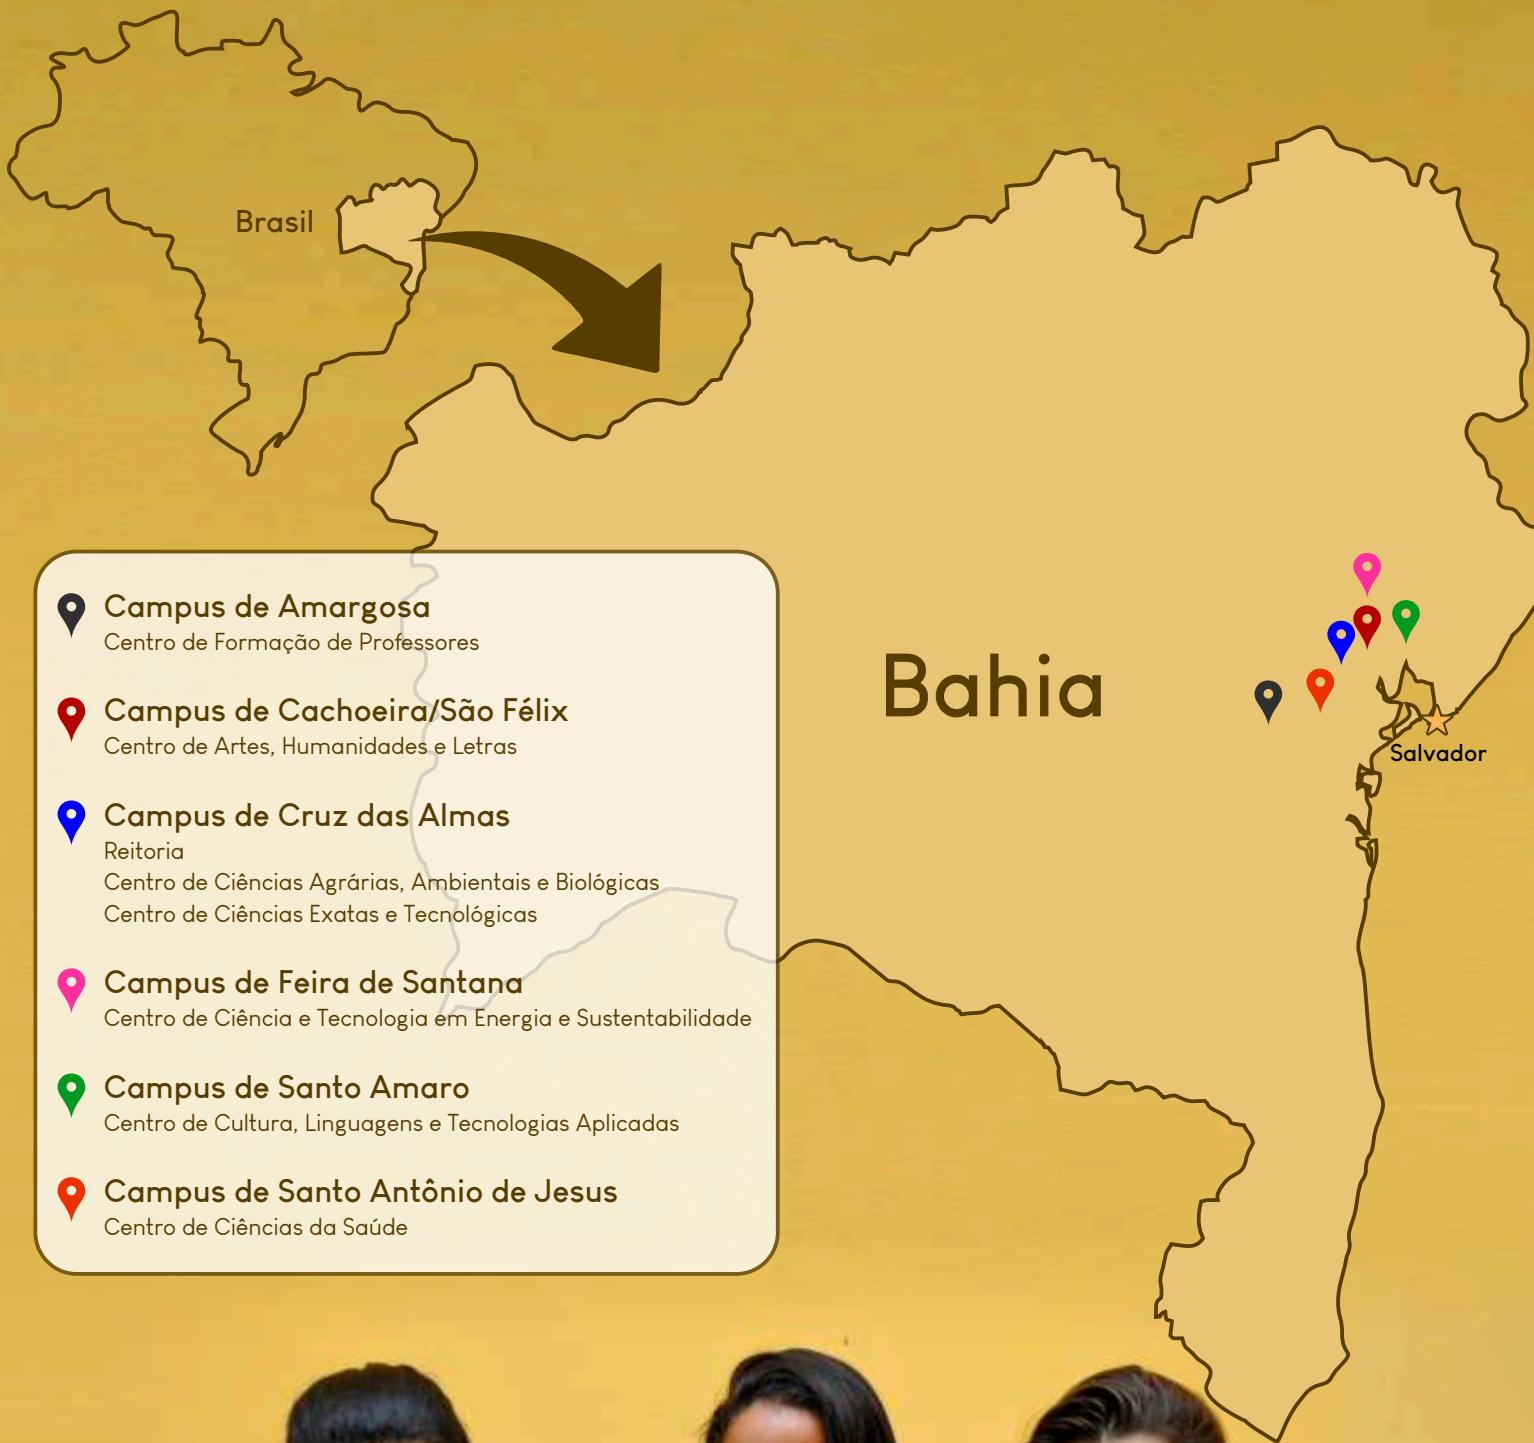 Brasil
Campus de Amargosa
Centro de Formação de Professores
Campus de Cachoeira/São Félix
Centro de Artes, Humanidades e Letras
Campus de Cruz das Almas
Reitoria
Centro de Ciências Agrárias, Ambientais e Biológicas
Centro de Ciências Exatas e Tecnológicas
Campus de Feira de Santana
Centro de Ciência e Tecnologia em Energia e Sustentabilidade
Campus de Santo Amaro
Centro de Cultura, Linguagens e Tecnologias Aplicadas
Campus de Santo Antônio de Jesus
Centro de Ciências da Saúde
Bahia
Salvador